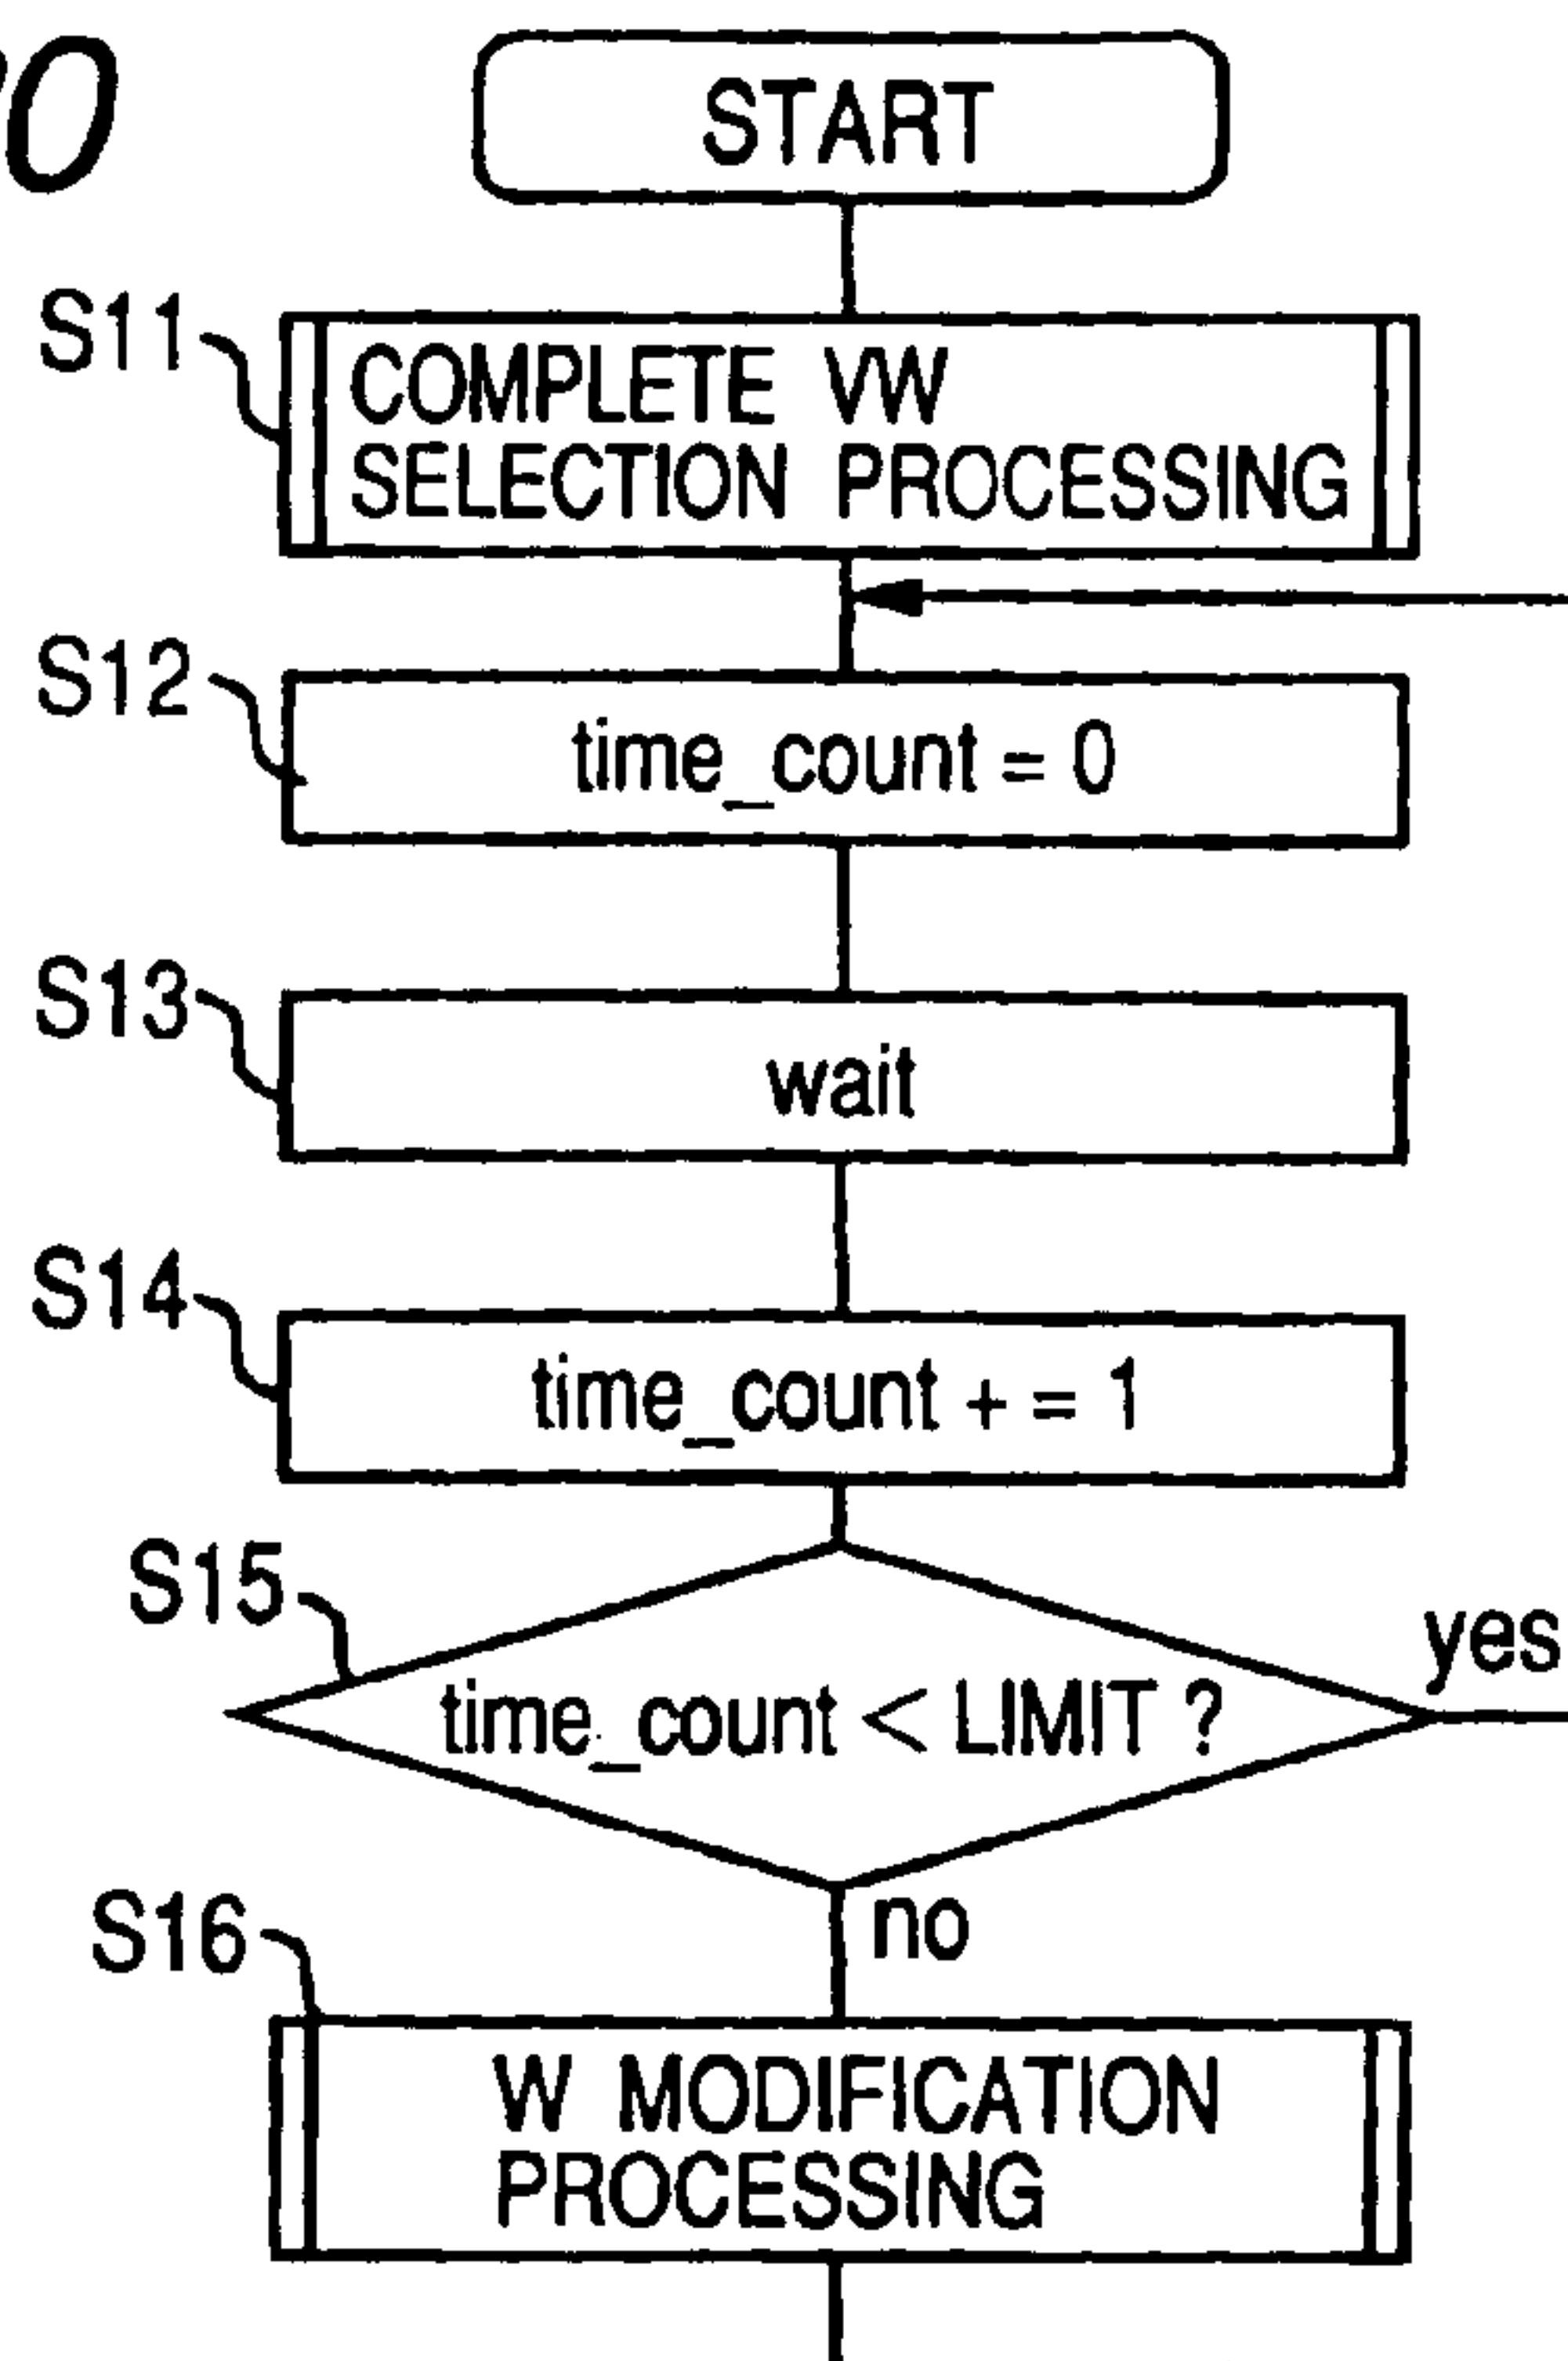 0
START
S11
COMPLETE VW
SELECTION PROCESSING
S12
time_count = 0
S13
wait
S14
time_count + = 1
S15
time_count < LIMIT ?
yes
no
S16
W MODIFICATION
PROCESSING